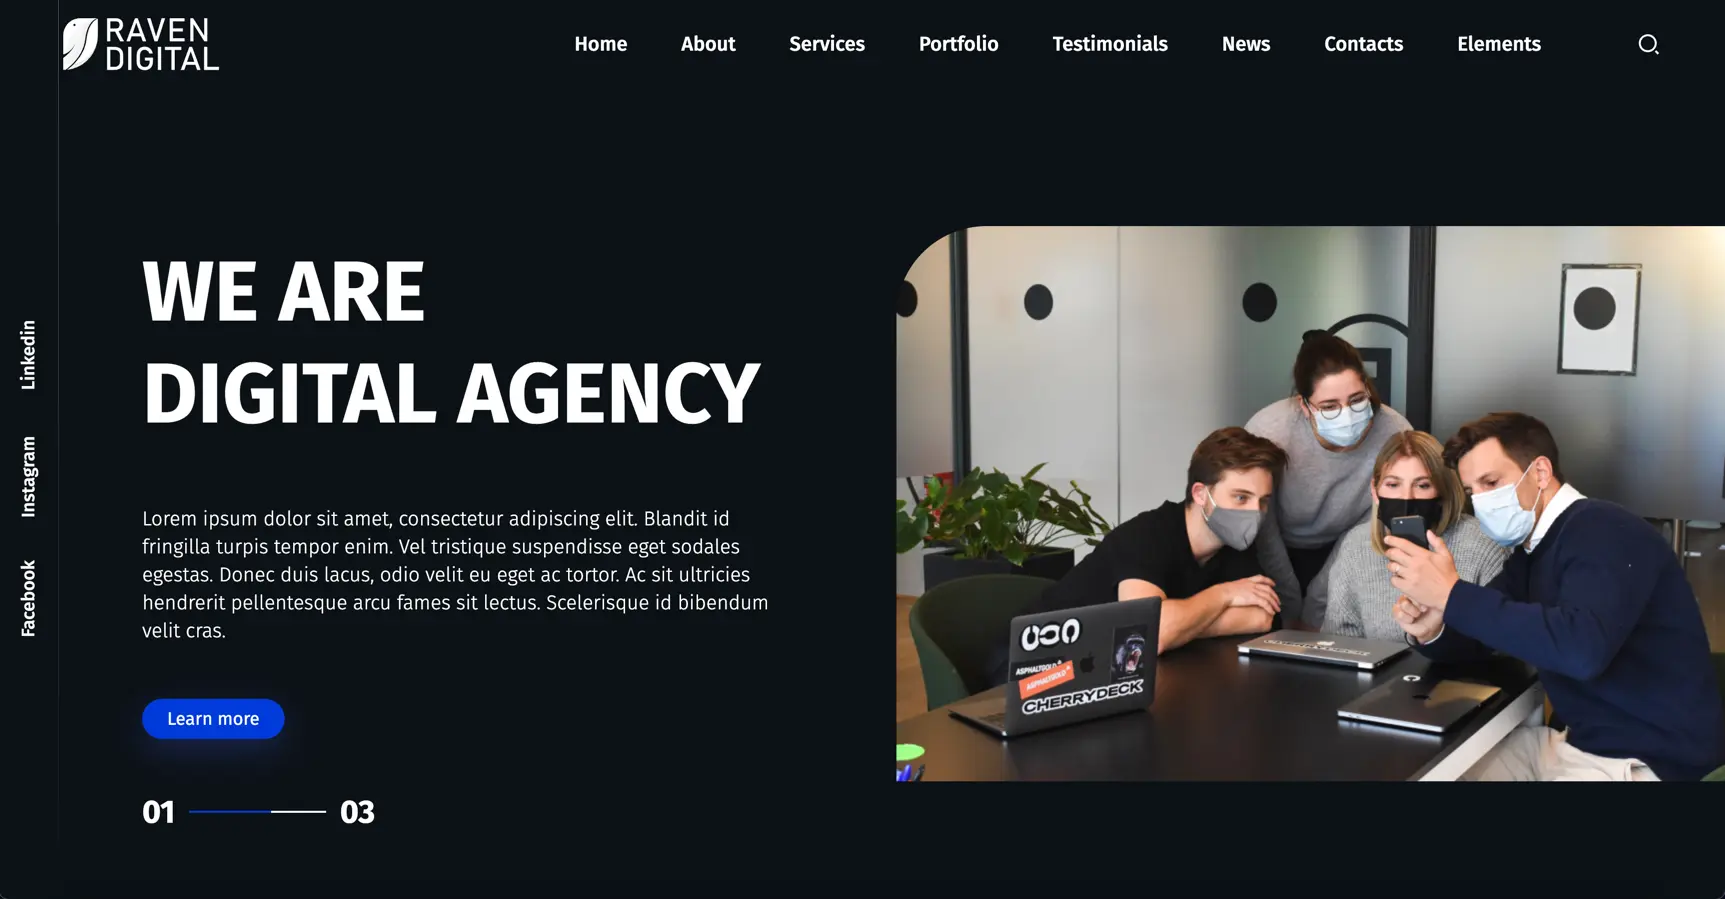 RAVEN
DIGITAL
Home About Services Portfolio Testimonials News Contacts Elements
Linkedin
Instagram
Facebook
WE ARE
DIGITAL AGENCY
Lorem ipsum dolor sit amet, consectetur adipiscing elit. Blandit id
fringilla turpis tempor enim. Vel tristique suspendisse eget sodales
egestas. Donec duis lacus, odio velit eu eget ac tortor. Ac sit ultricies
hendrerit pellentesque arcu fames sit lectus. Scelerisque id bibendum
velit cras.
Learn more
01 03
ASPHALTGOLD
ASPHALTGOLD
CHERRYDECK
CHERRYDECK